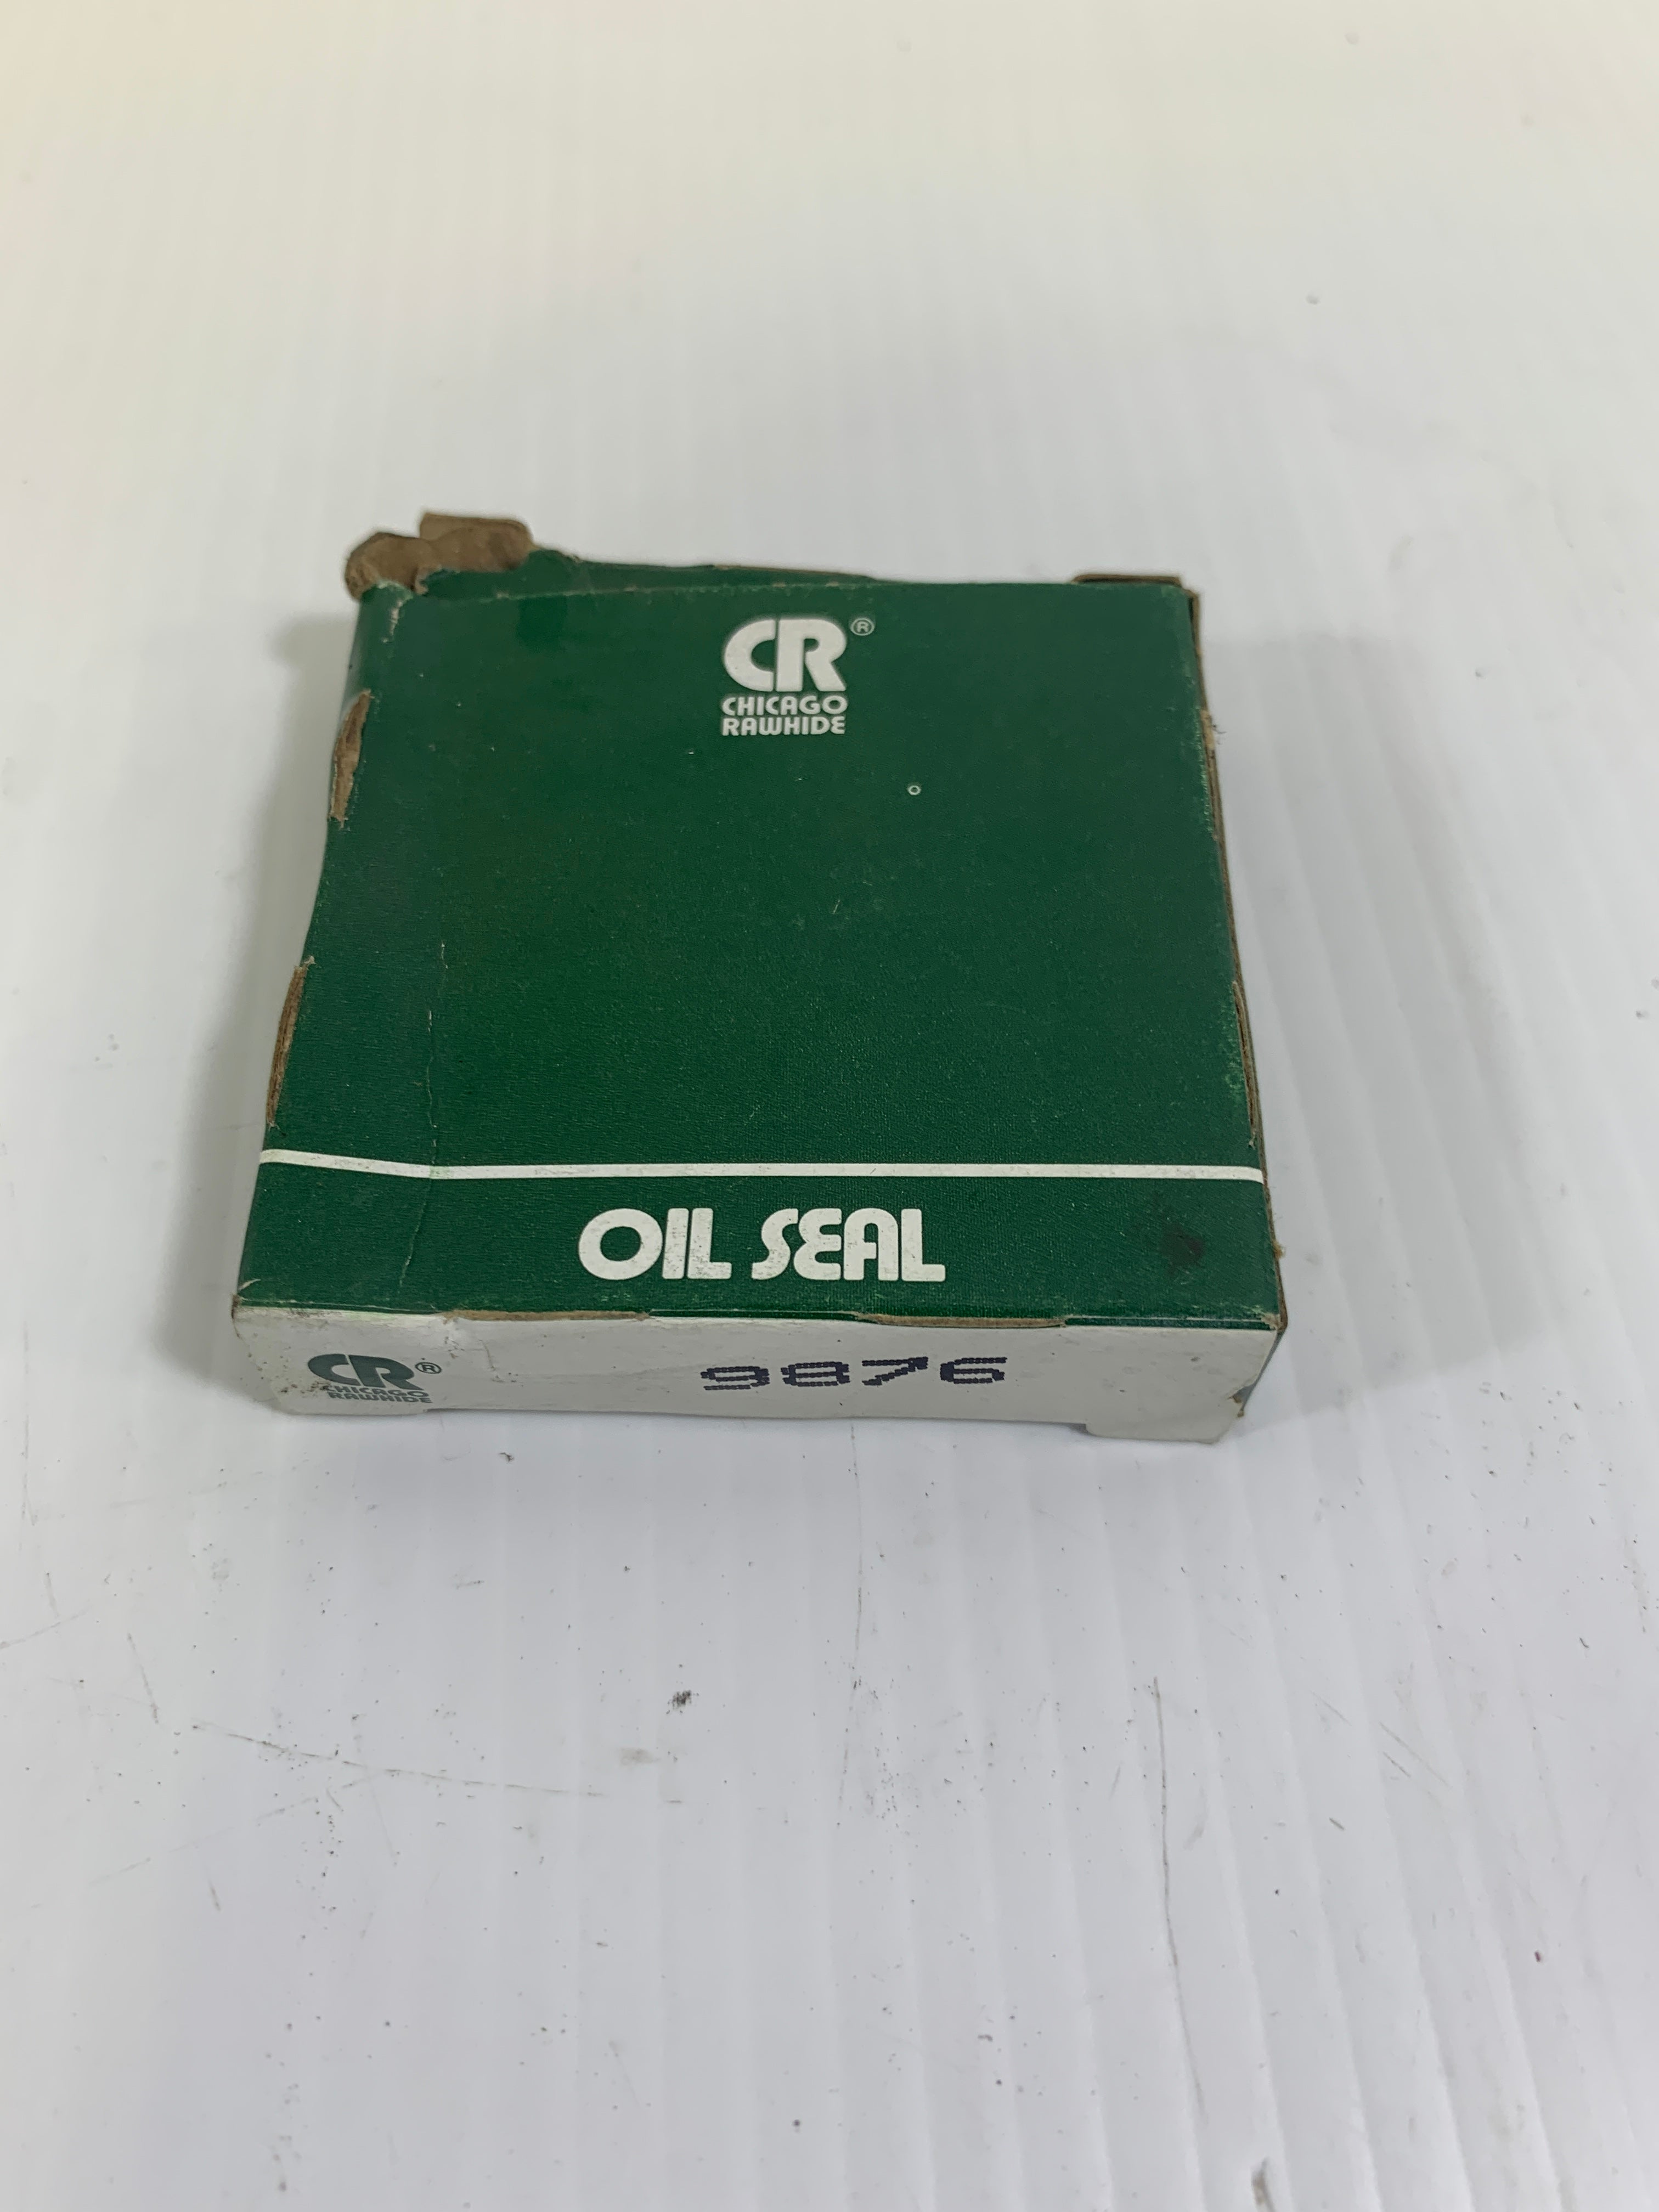 CR®
CHICAGO
RAWHIDE
OIL SEAL
CR®
CHICAGO
RAWHIDE
9876